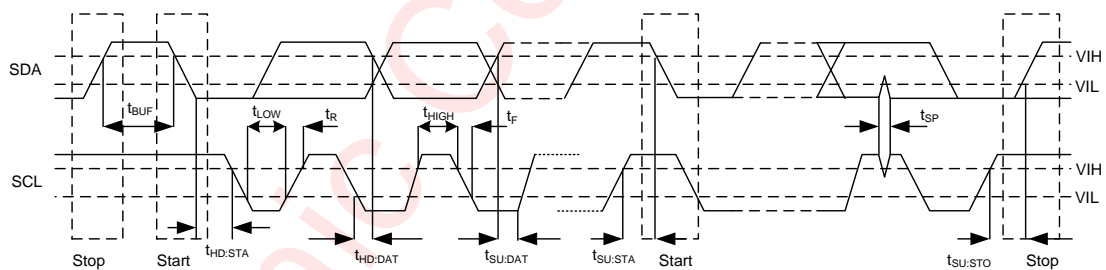 SDA
VIH
VIL
tBUF
tLOW
tR
tHIGH
tF
tSP
SCL
VIH
VIL
Stop
Start
tHD:STA
tHD:DAT
tSU:DAT
tSU:STA
Start
tSU:STO
Stop